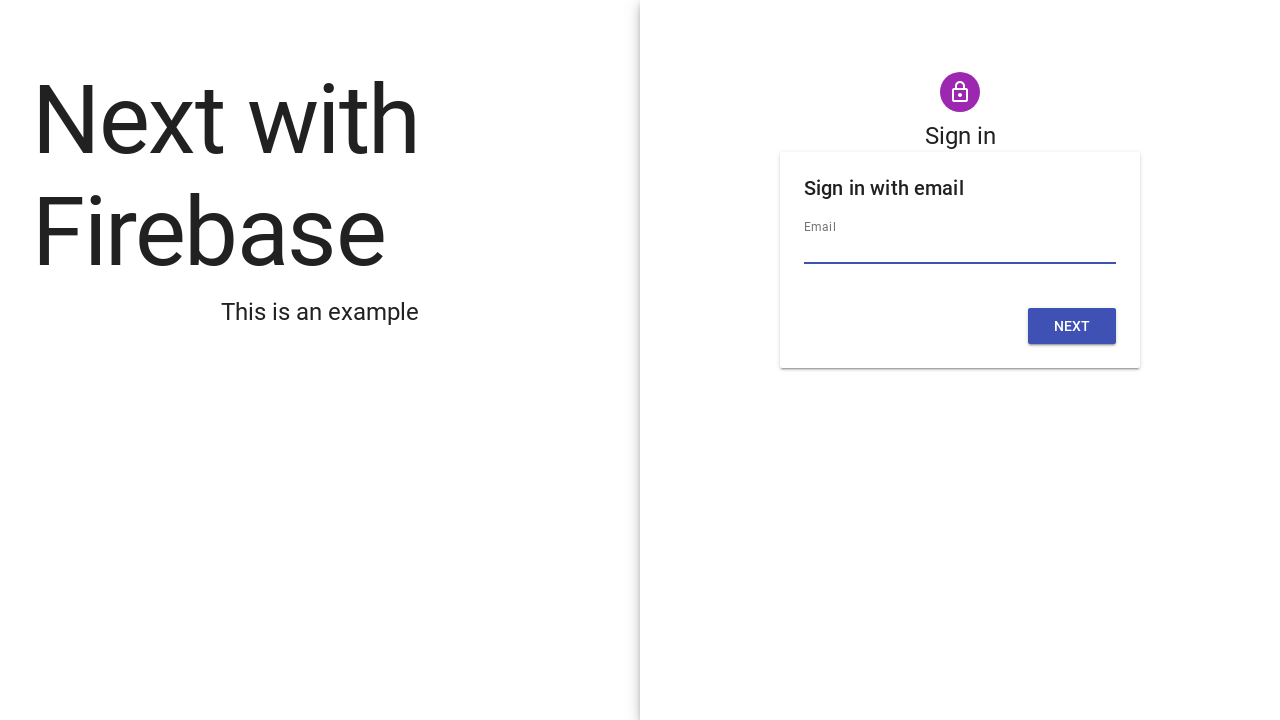 Next with
Firebase
This is an example
Sign in
Sign in with email
Email
NEXT